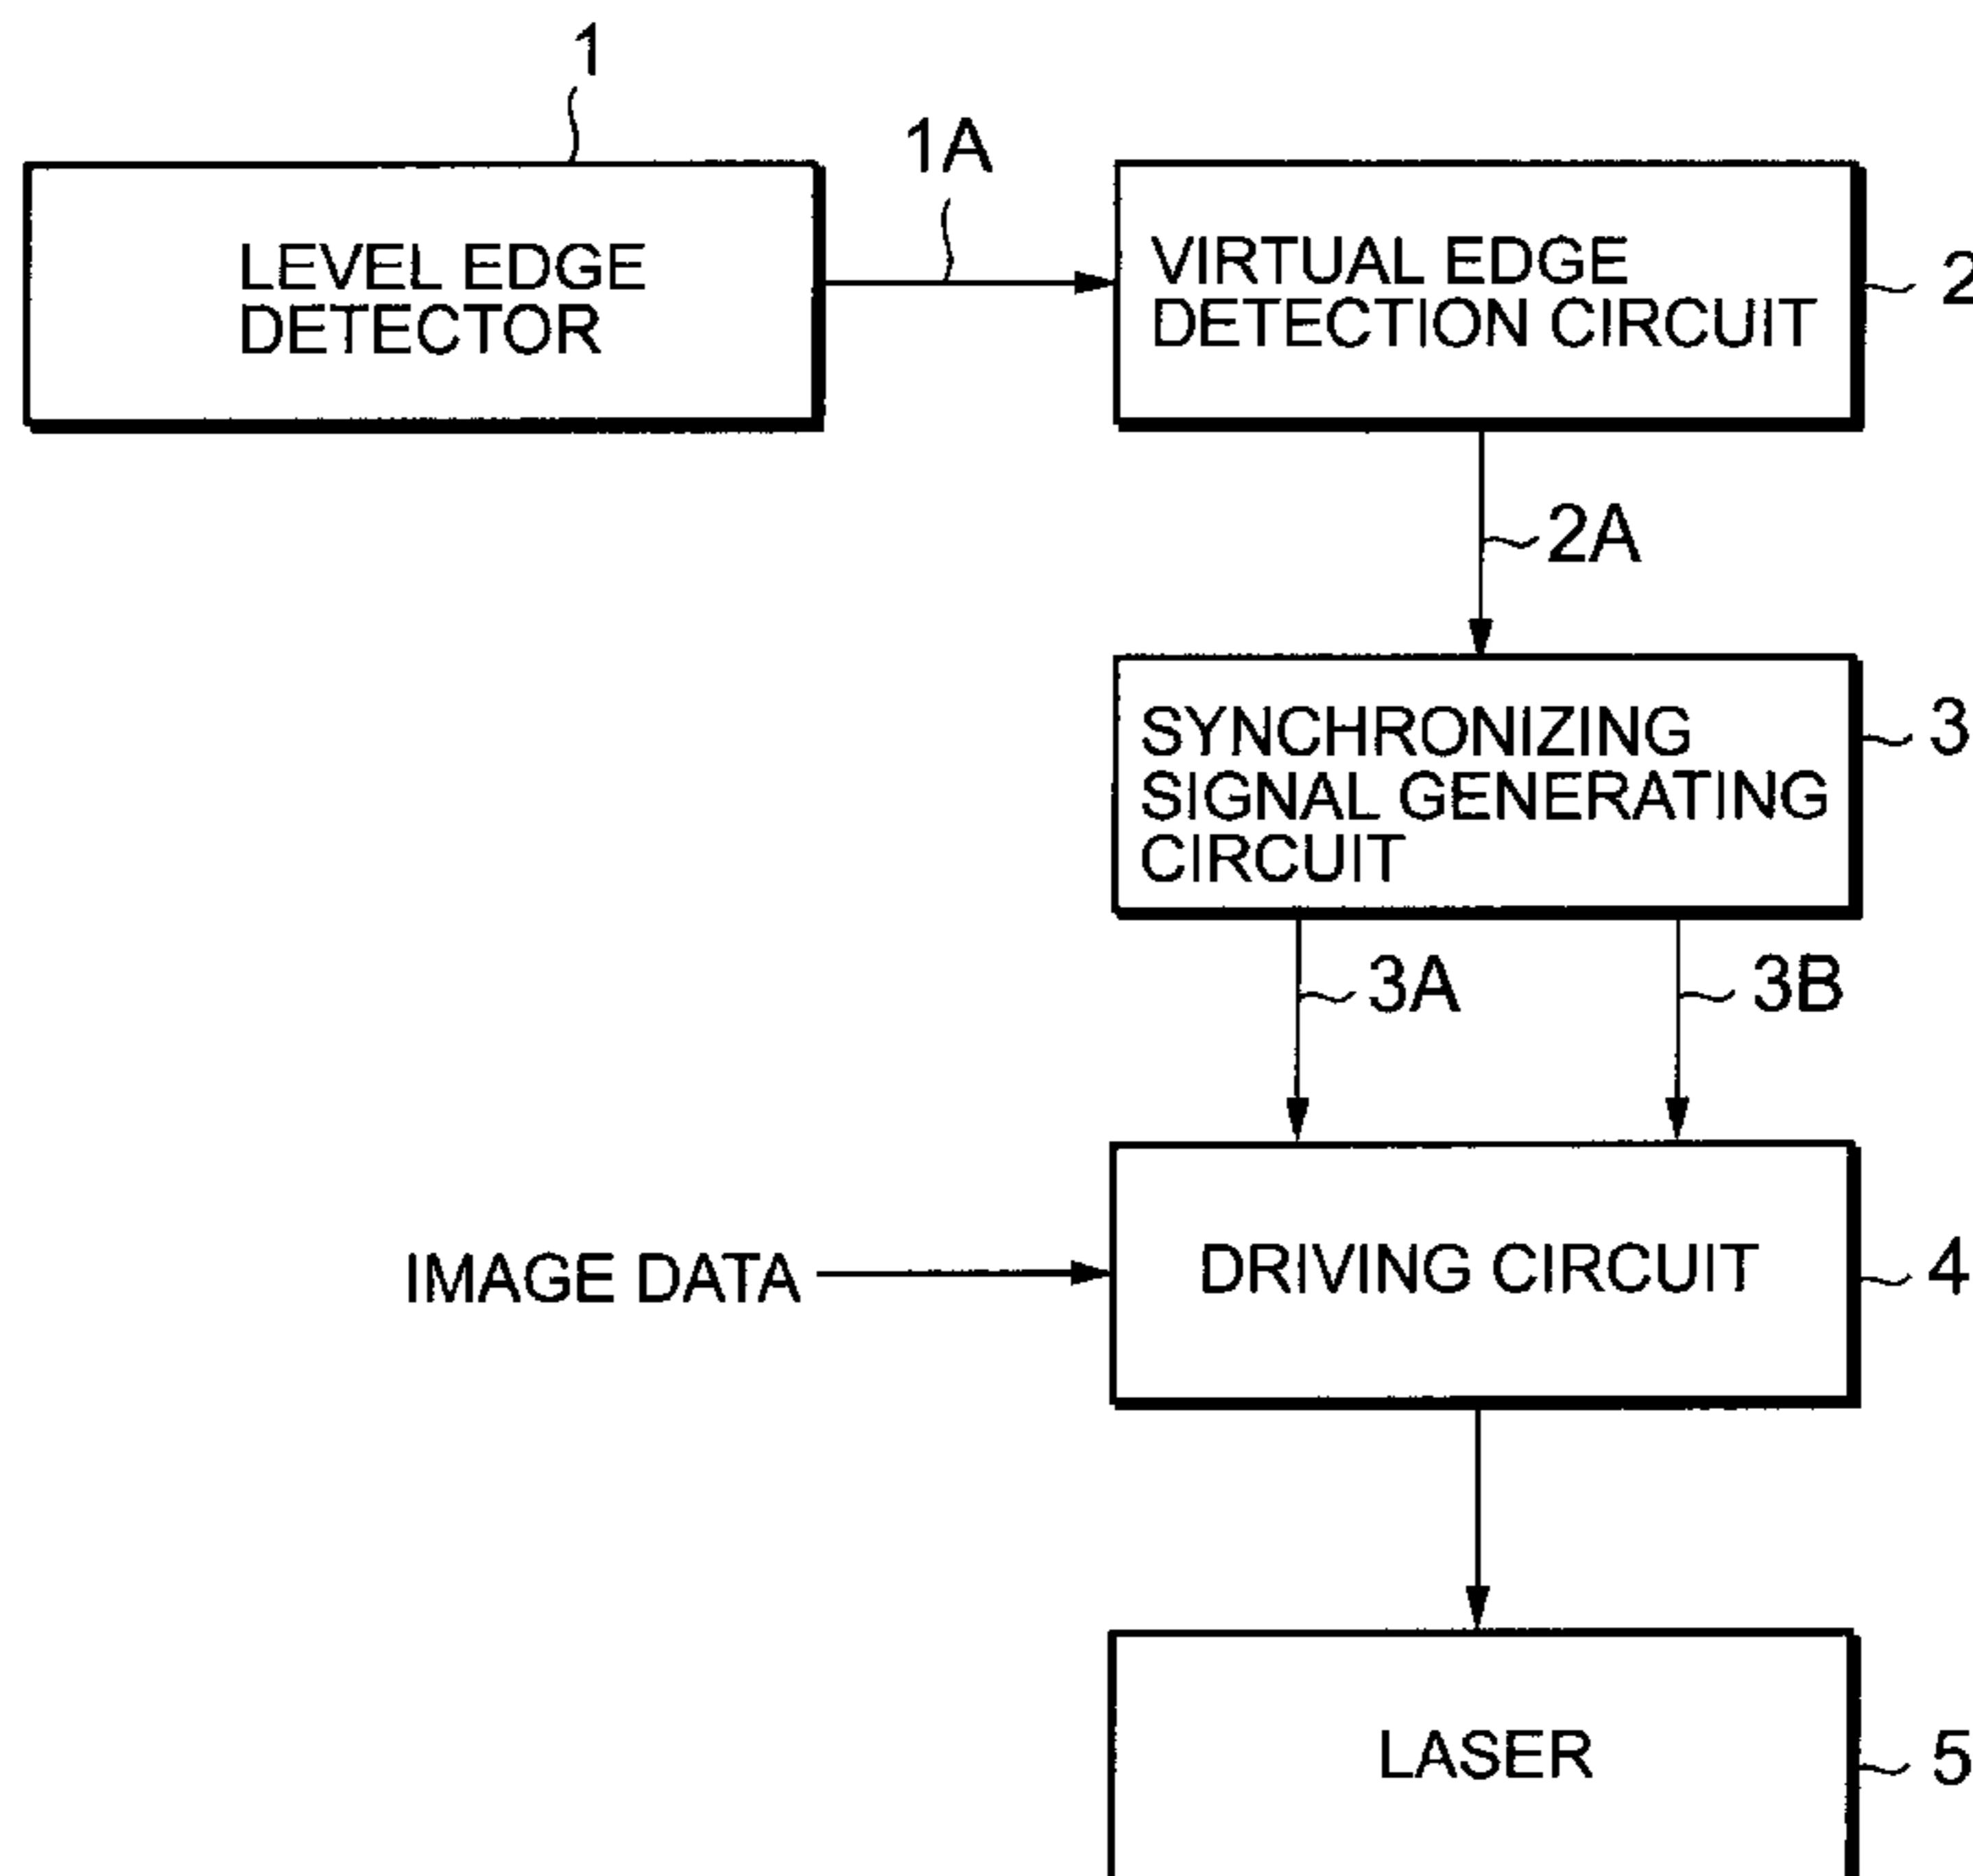 1
1A
LEVEL EDGE
DETECTOR
VIRTUAL EDGE
DETECTION CIRCUIT
2
2A
SYNCHRONIZING
SIGNAL GENERATING
CIRCUIT
3
3A
3B
IMAGE DATA
DRIVING CIRCUIT
4
LASER
5